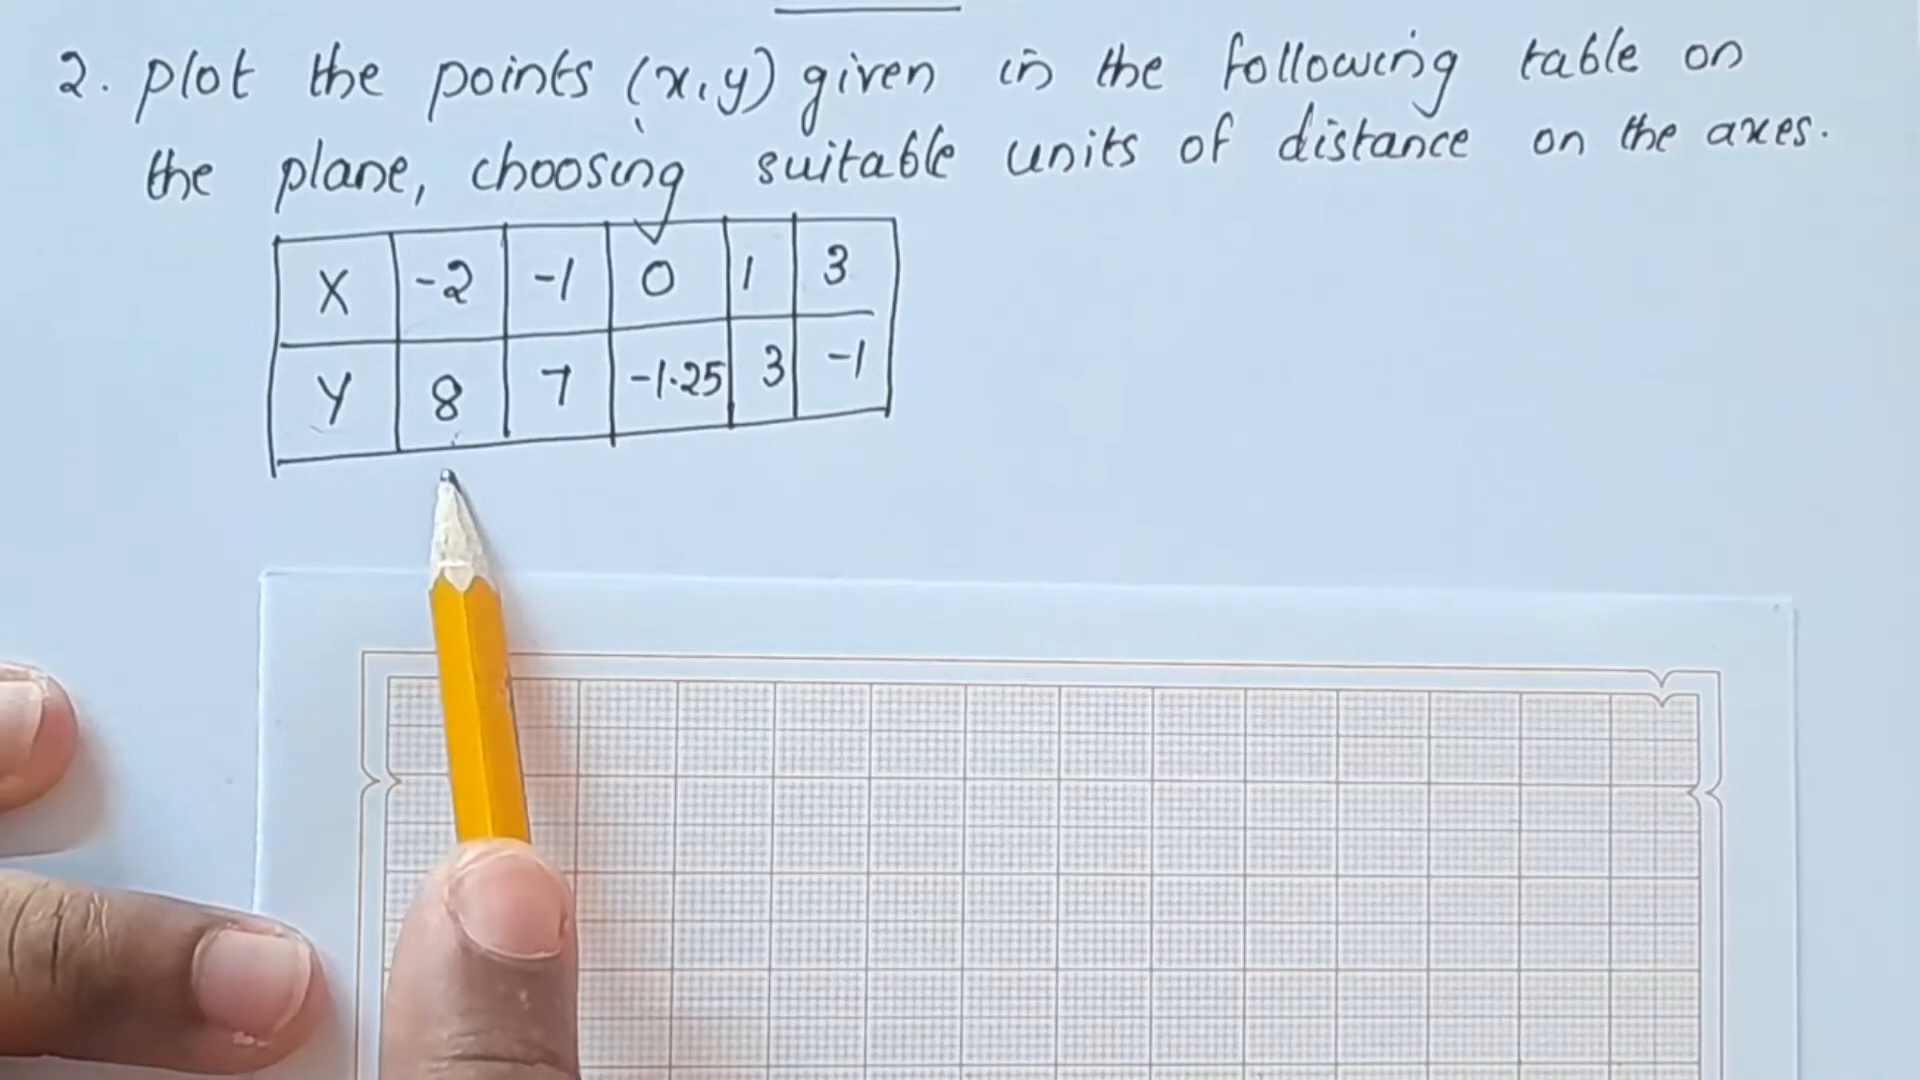 2. plot the points (x,y) given in the following table on
the plane, choosing suitable units of distance on the axes.
X -2 -1 0 1 3
Y 8 7 -1.25 3 -1